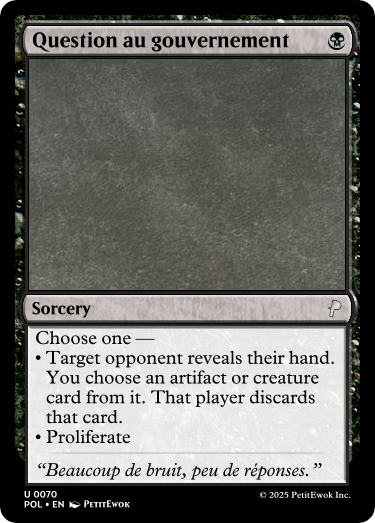 Question au gouvernement
Sorcery
Choose one —
• Target opponent reveals their hand.
You choose an artifact or creature
card from it. That player discards
that card.
• Proliferate
“Beaucoup de bruit, peu de réponses.”
U 0070
POL • EN PetitEwok
© 2025 PetitEwok Inc.